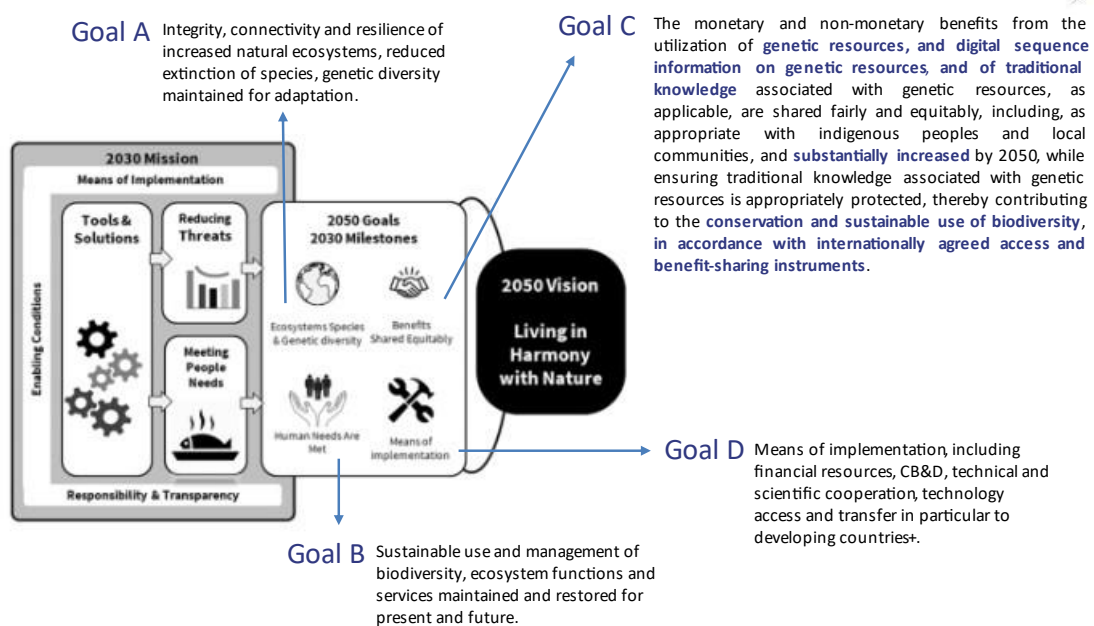 Goal A
Integrity, connectivity and resilience of
increased natural ecosystems, reduced
extinction of species, genetic diversity
maintained for adaptation.
Goal C
The monetary and non-monetary benefits from the
utilization of genetic resources, and digital sequence
information on genetic resources, and of traditional
knowledge associated with genetic resources, as
applicable, are shared fairly and equitably, including, as
appropriate with indigenous peoples and local
communities, and substantially increased by 2050, while
ensuring traditional knowledge associated with genetic
resources is appropriately protected, thereby contributing
to the conservation and sustainable use of biodiversity,
in accordance with internationally agreed access and
benefit-sharing instruments.
2030 Mission
Means of Implementation
Enabling Conditions
Tools &
Solutions
Reducing
Threats
Meeting
People
Needs
Responsibility & Transparency
2050 Goals
2030 Milestones
Ecosystems Species
& Genetic diversity
Benefits
Shared Equitably
Human Needs Are
Met
Means of
implementation
2050 Vision
Living in
Harmony
with Nature
Goal D
Means of implementation, including
financial resources, CB&D, technical and
scientific cooperation, technology
access and transfer in particular to
developing countries+.
Goal B
Sustainable use and management of
biodiversity, ecosystem functions and
services maintained and restored for
present and future.